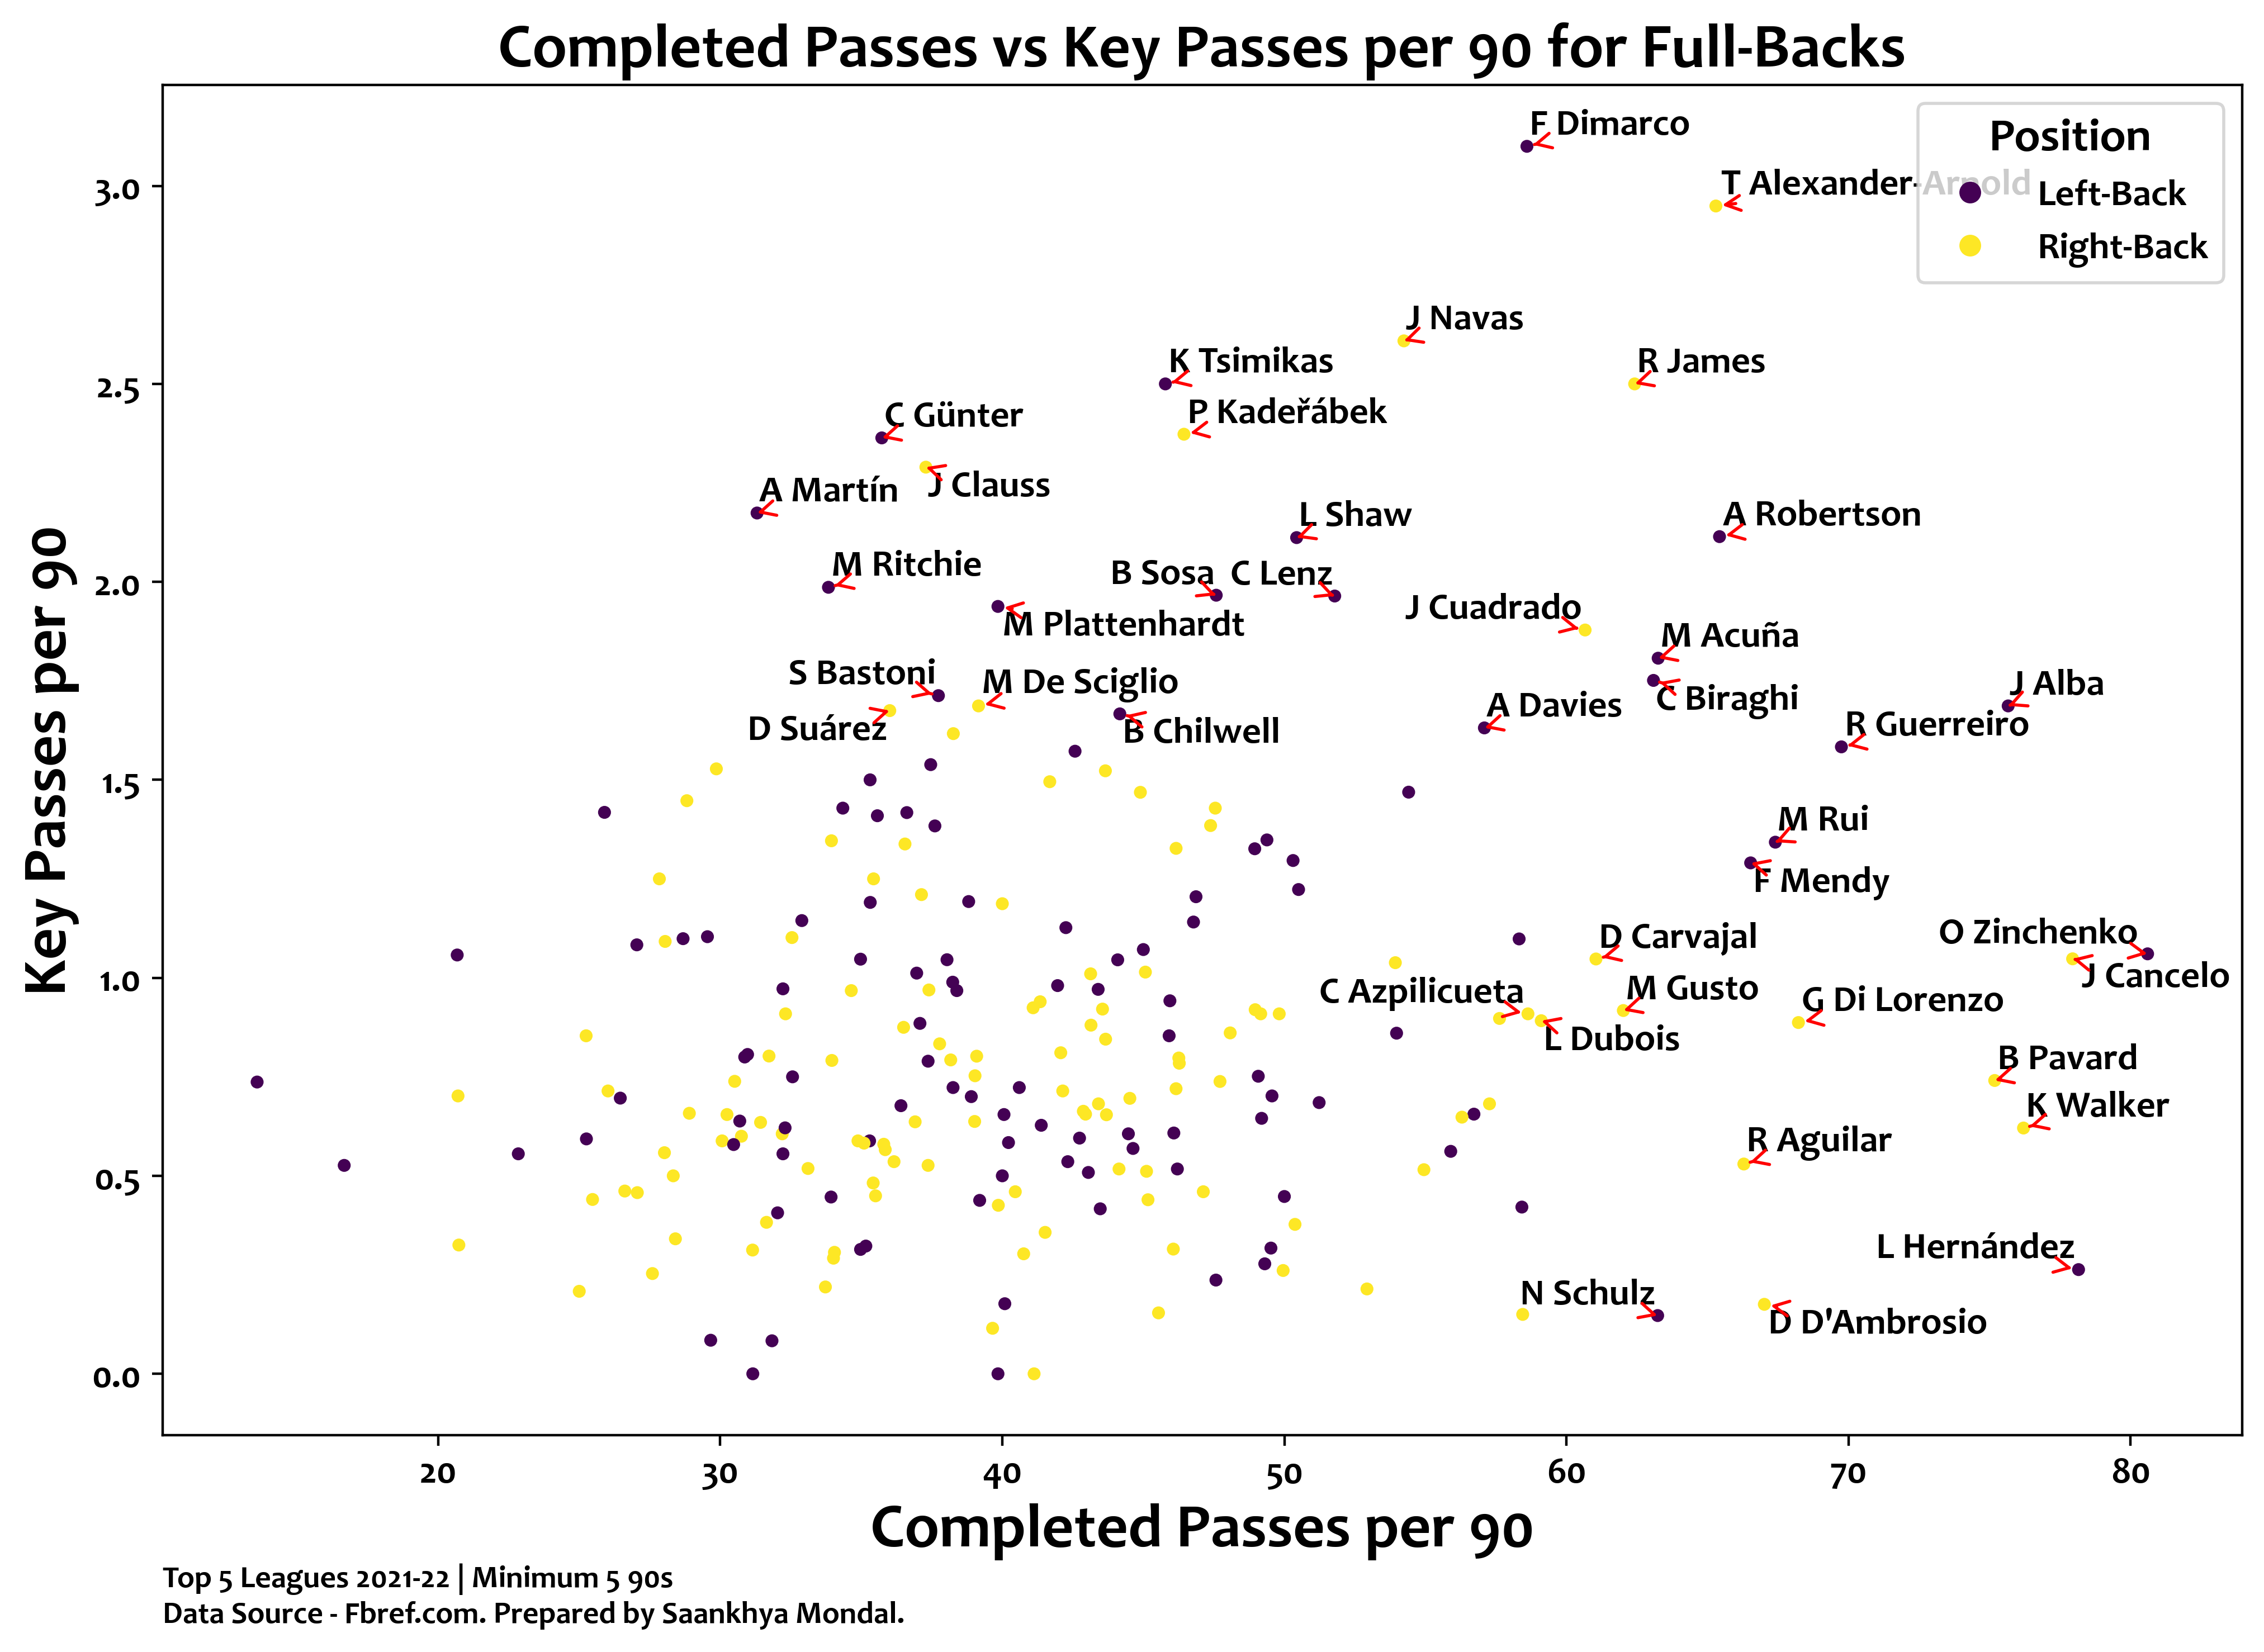 Completed Passes vs Key Passes per 90 for Full-Backs
F Dimarco
Position
T Alexander-Arnold
Left-Back
Right-Back
J Navas
K Tsimikas
R James
P Kadeřábek
C Günter
J Clauss
A Martín
L Shaw
A Robertson
M Ritchie
B Sosa
C Lenz
M Plattenhardt
J Cuadrado
M Acuña
S Bastoni
M De Sciglio
C Biraghi
J Alba
D Suárez
B Chilwell
A Davies
R Guerreiro
M Rui
F Mendy
D Carvajal
O Zinchenko
J Cancelo
C Azpilicueta
M Gusto
G Di Lorenzo
L Dubois
B Pavard
K Walker
R Aguilar
L Hernández
N Schulz
D D'Ambrosio
Key Passes per 90
3.0
2.5
2.0
1.5
1.0
0.5
0.0
20 30 40 50 60 70 80
Completed Passes per 90
Top 5 Leagues 2021-22 | Minimum 5 90s
Data Source - Fbref.com. Prepared by Saankhya Mondal.